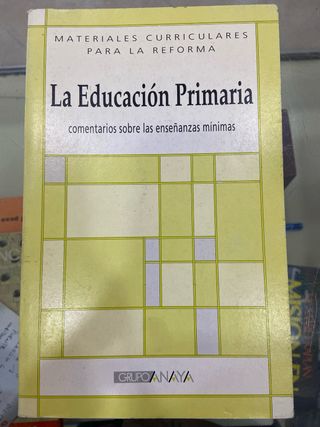 MATERIALES CURRICULARES
PARA LA REFORMA
La Educación Primaria
comentarios sobre las enseñanzas mínimas
GRUPO ANAYA